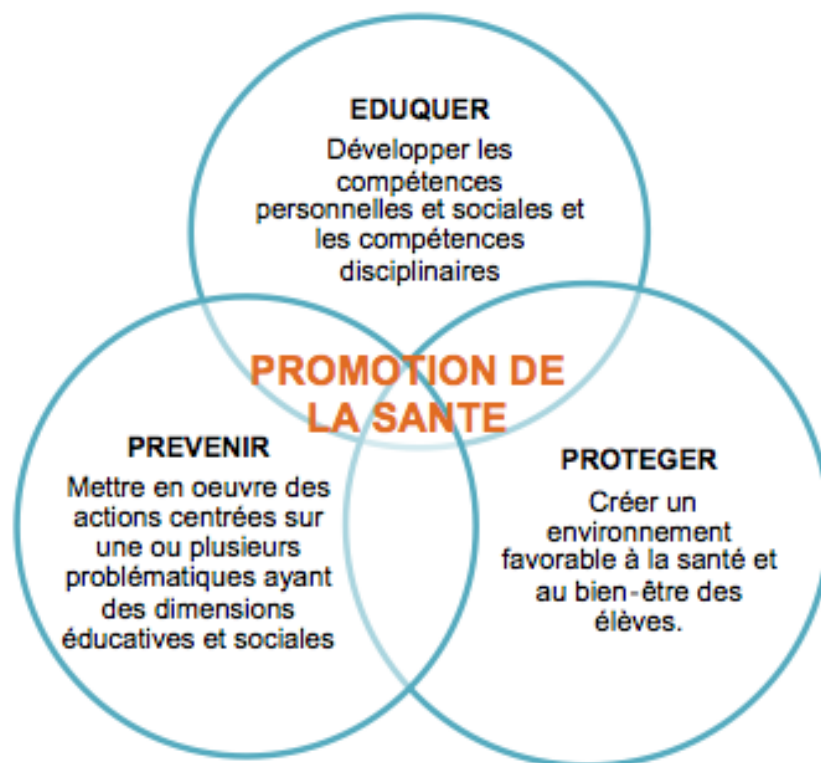 EDUQUER
Développer les
compétences
personnelles et sociales et
les compétences
disciplinaires
PROMOTION DE
LA SANTE
PREVENIR
Mettre en oeuvre des
actions centrées sur
une ou plusieurs
problématiques ayant
des dimensions
éducatives et sociales
PROTEGER
Créer un
environnement
favorable à la santé et
au bien-être des
élèves.